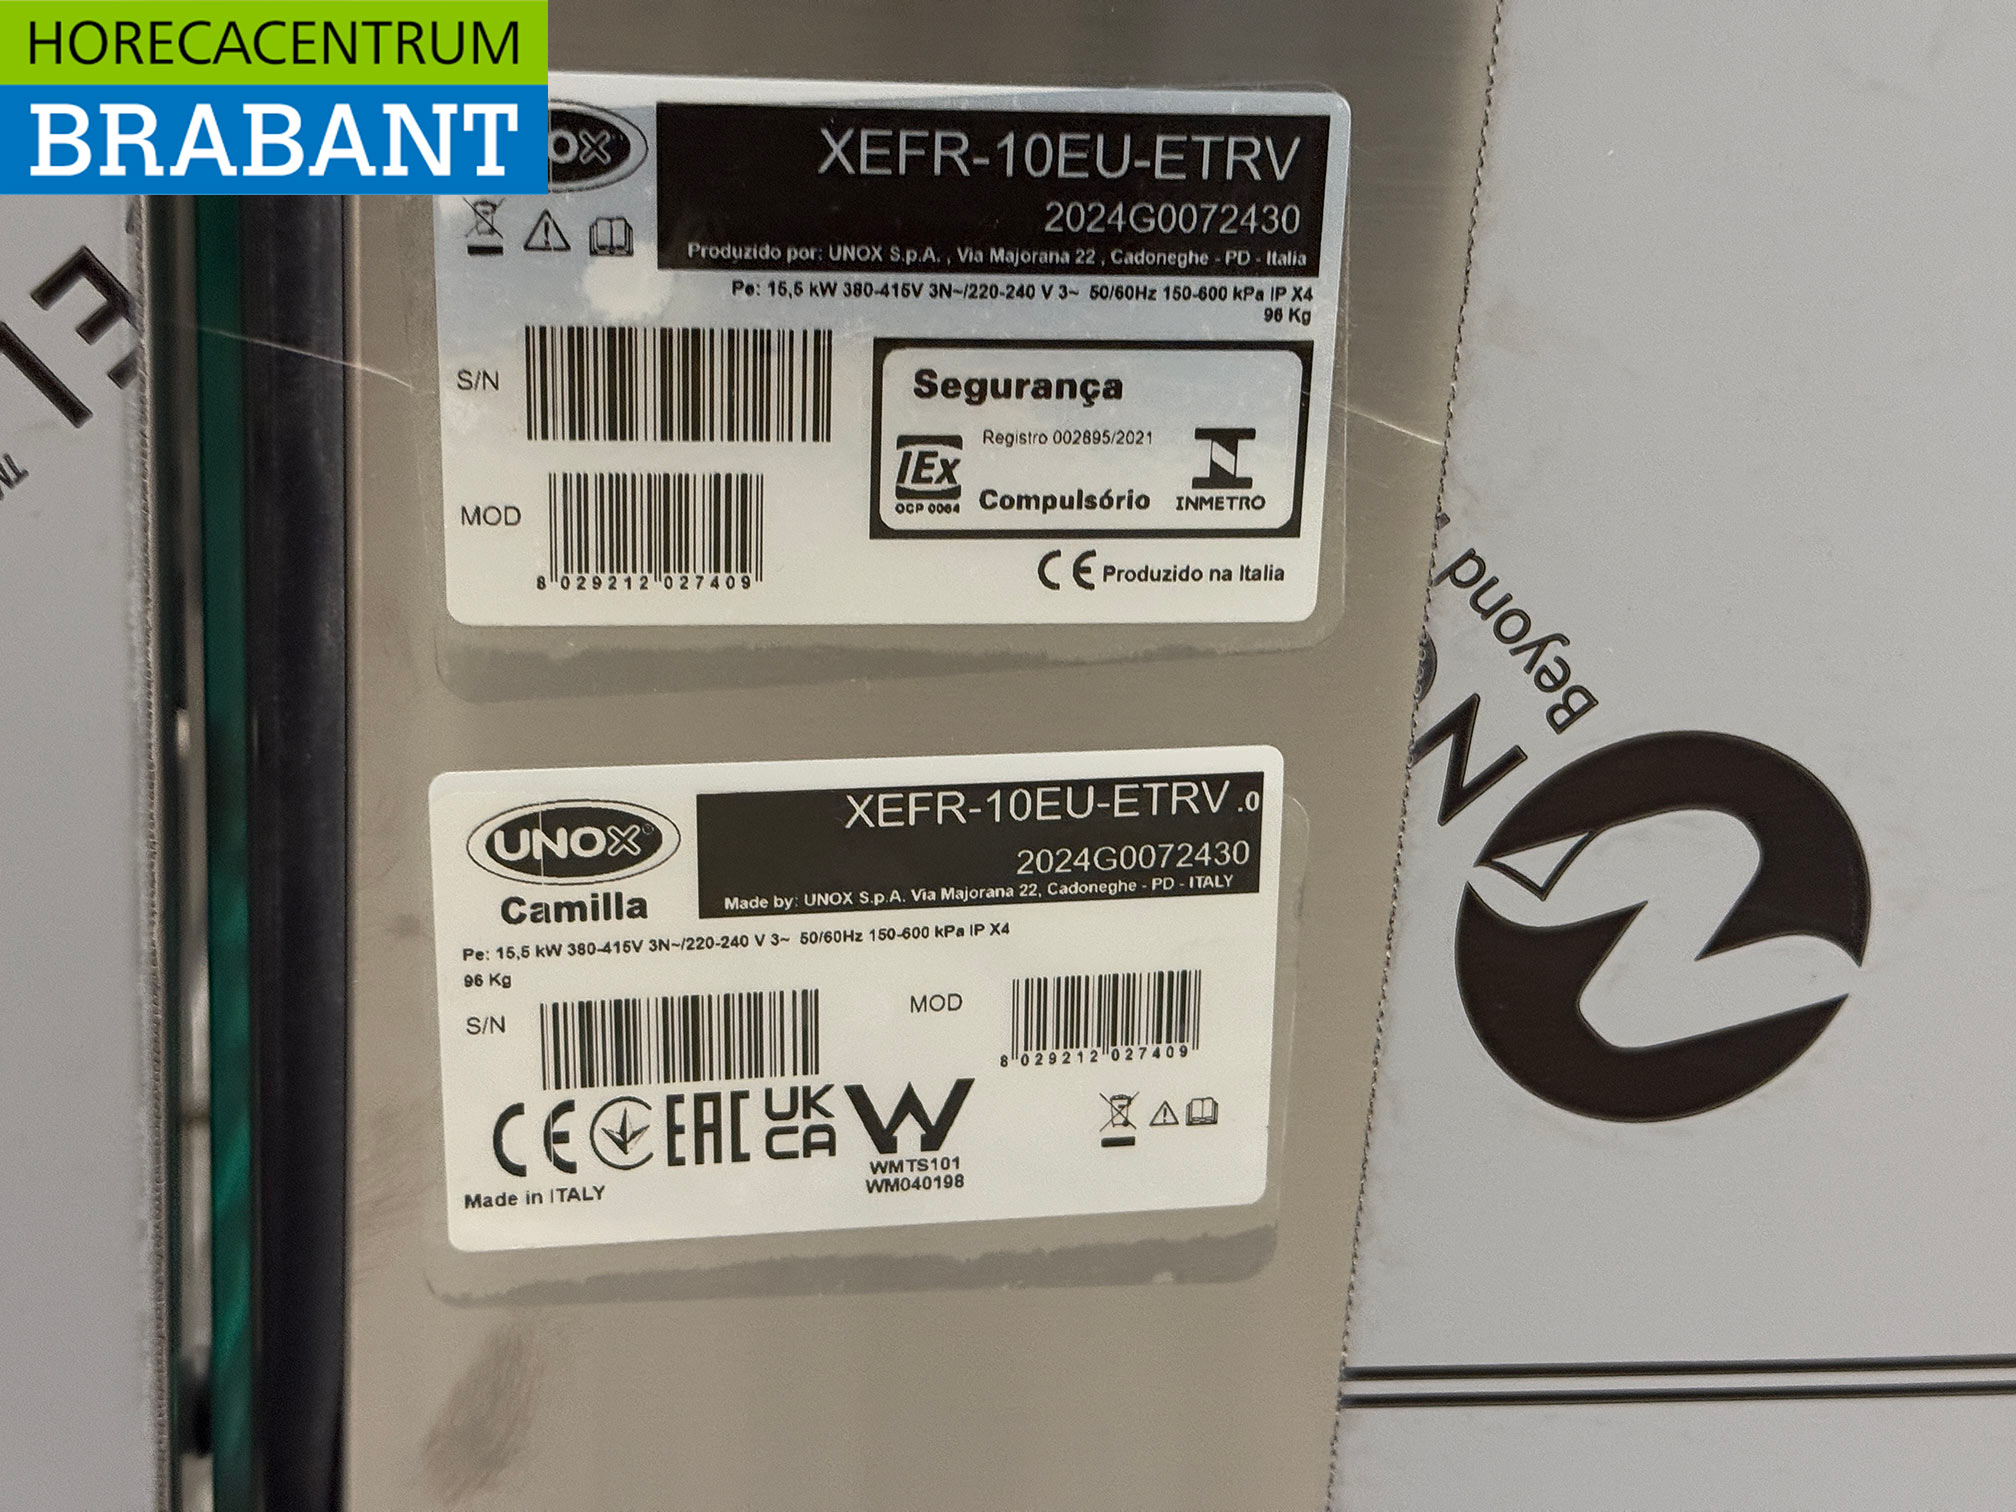 HORECACENTRUM
BRABANT
OX
XEFR-10EU-ETRV
2024G0072430
Produzido por: UNOX S.p.A. , Via Majorana 22 , Cadoneghe - PD - Italia
Pe: 15,5 kW 380-415V 3N~/220-240 V 3~ 50/60Hz 150-600 kPa IP X4
96 Kg
S/N
Segurança
Registro 002895/2021
IEx
OCP 0064
Compulsório
INMETRO
MOD
8 029212 027409
CE Produzido na Italia
UNOX
Camilla
XEFR-10EU-ETRV .0
2024G0072430
Made by: UNOX S.p.A. Via Majorana 22, Cadoneghe - PD - ITALY
Pe: 15,5 kW 380-415V 3N~/220-240 V 3~ 50/60Hz 150-600 kPa IP X4
96 Kg
S/N
MOD
8 029212 027409
CE EAC UK CA
WMTS101
WM040198
Made in ITALY
Beyond